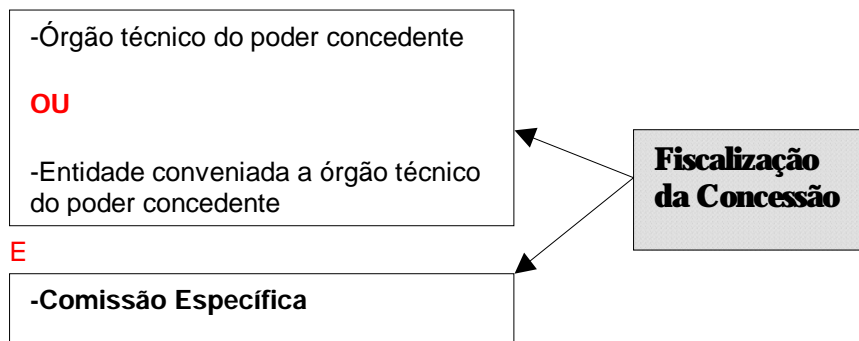 -Órgão técnico do poder concedente
OU
-Entidade conveniada a órgão técnico
do poder concedente
E
-Comissão Específica
Fiscalização
da Concessão